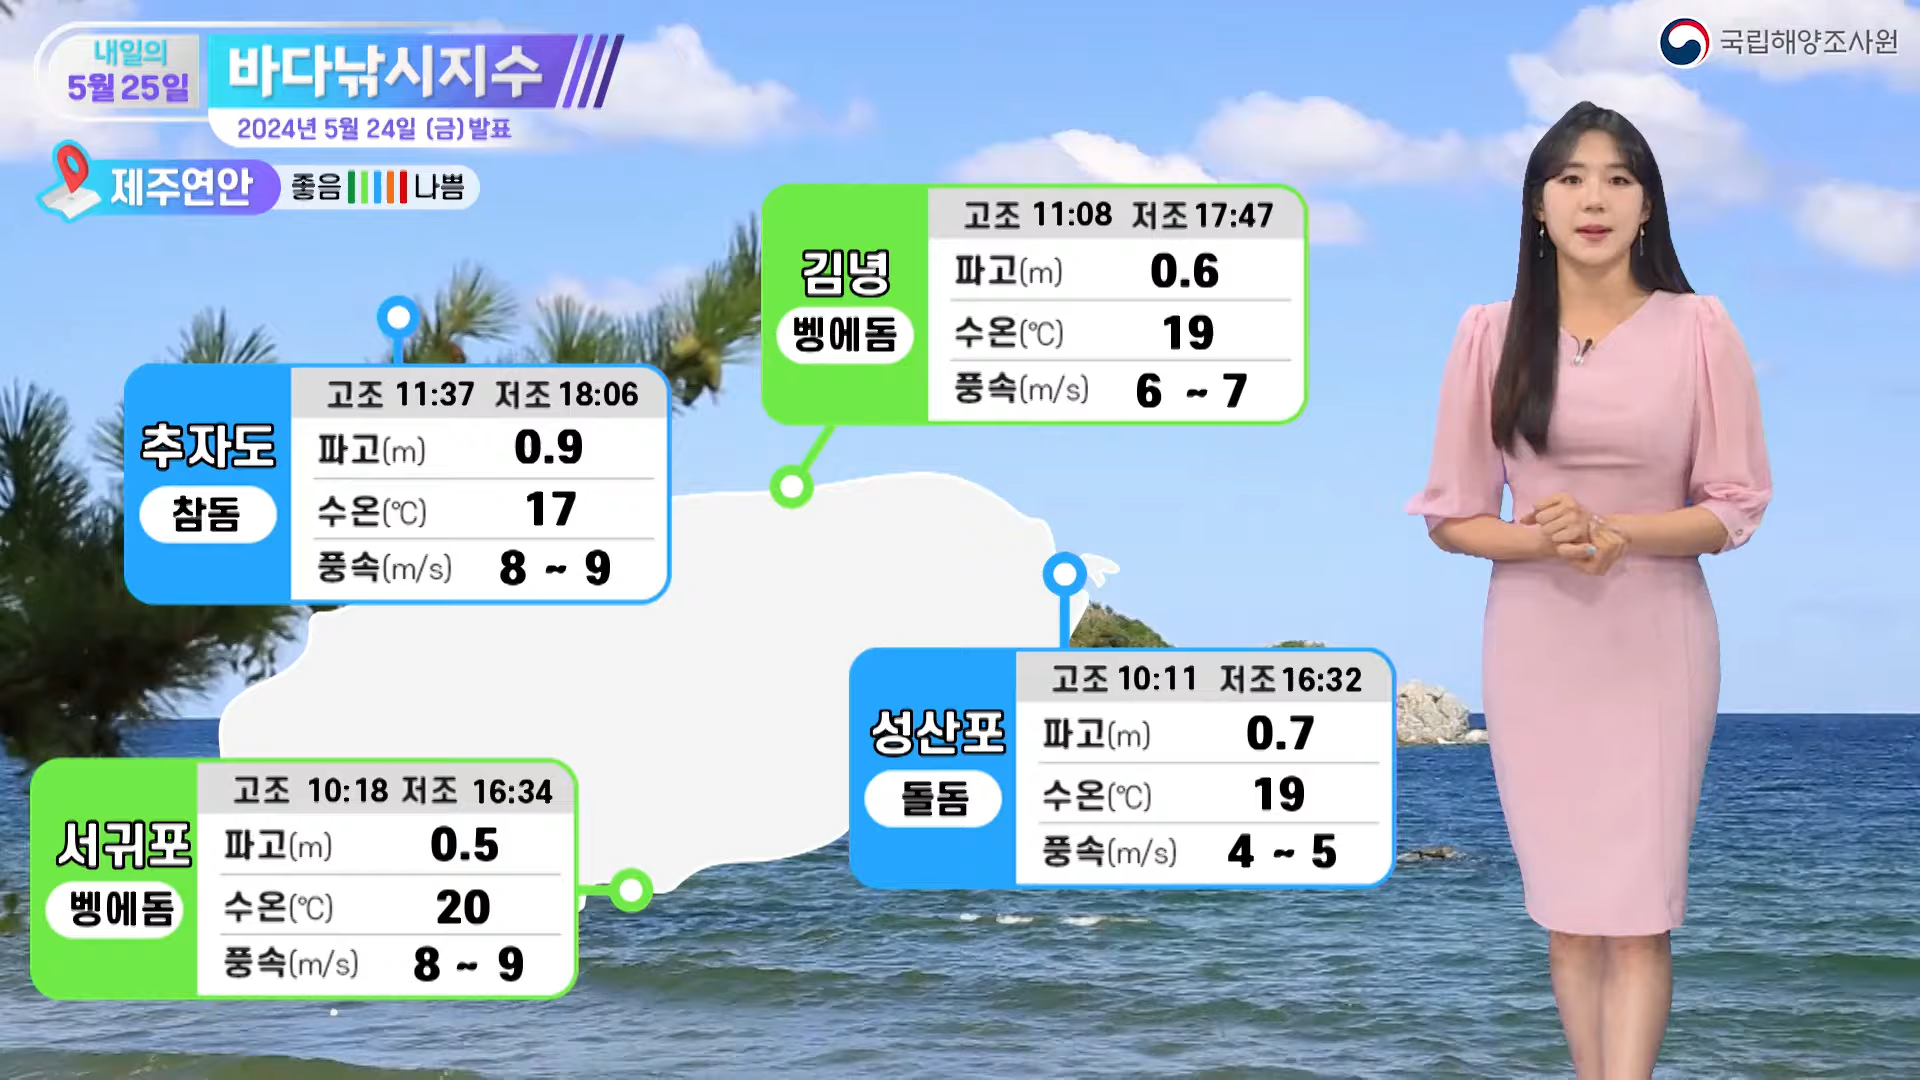 내일의
5월 25일
바다낚시지수
2024년 5월 24일 (금) 발표
국립해양조사원
제주연안
좋음 나쁨
김녕
벵에돔
고조 11:08 저조 17:47
파고(m) 0.6
수온(℃) 19
풍속(m/s) 6 ~ 7
추자도
참돔
고조 11:37 저조 18:06
파고(m) 0.9
수온(℃) 17
풍속(m/s) 8 ~ 9
성산포
돌돔
고조 10:11 저조 16:32
파고(m) 0.7
수온(℃) 19
풍속(m/s) 4 ~ 5
서귀포
벵에돔
고조 10:18 저조 16:34
파고(m) 0.5
수온(℃) 20
풍속(m/s) 8 ~ 9